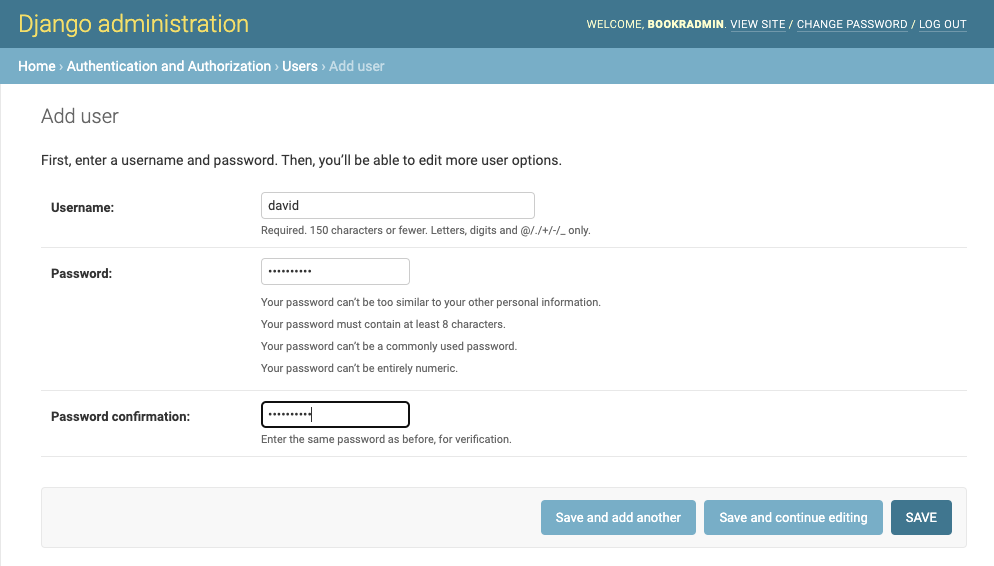 Django administration
WELCOME, BOOKRADMIN. VIEW SITE / CHANGE PASSWORD / LOG OUT
Home › Authentication and Authorization › Users › Add user
Add user
First, enter a username and password. Then, you’ll be able to edit more user options.
Username:
david
Required. 150 characters or fewer. Letters, digits and @/./+/-/_ only.
Password:
••••••••••
Your password can’t be too similar to your other personal information.
Your password must contain at least 8 characters.
Your password can’t be a commonly used password.
Your password can’t be entirely numeric.
Password confirmation:
••••••••••
Enter the same password as before, for verification.
Save and add another
Save and continue editing
SAVE